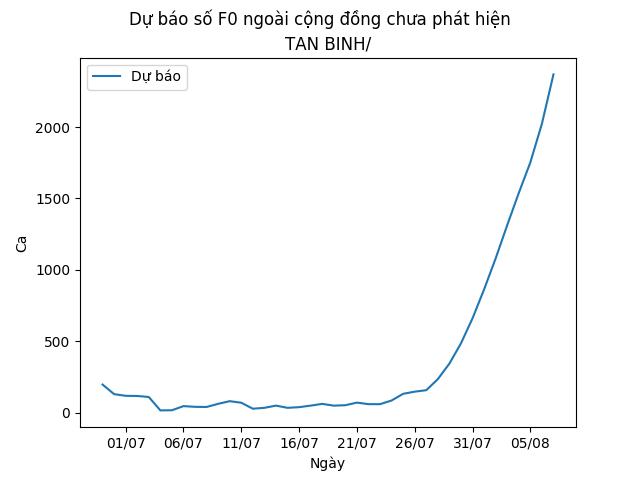 Dự báo số F0 ngoài cộng đồng chưa phát hiện
TAN BINH/
Dự báo
Ca
2000
1500
1000
500
0
01/07 06/07 11/07 16/07 21/07 26/07 31/07 05/08
Ngày